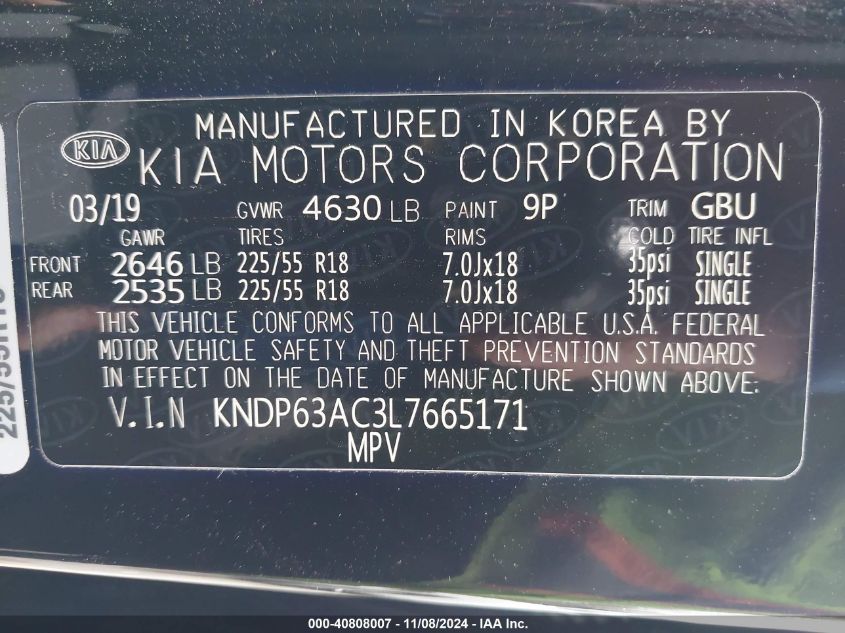 MANUFACTURED IN KOREA BY
KIA KIA MOTORS CORPORATION
03/19 GVWR 4630 LB PAINT 9P TRIM GBU
GAWR TIRES RIMS COLD TIRE INFL
FRONT 2646 LB 225/55 R18 7.0Jx18 35psi SINGLE
REAR 2535 LB 225/55 R18 7.0Jx18 35psi SINGLE
THIS VEHICLE CONFORMS TO ALL APPLICABLE U.S.A. FEDERAL
MOTOR VEHICLE SAFETY AND THEFT PREVENTION STANDARDS
IN EFFECT ON THE DATE OF MANUFACTURE SHOWN ABOVE.
V.I.N KNDP63AC3L7665171
MPV
000-40808007 - 11/08/2024 - IAA Inc.